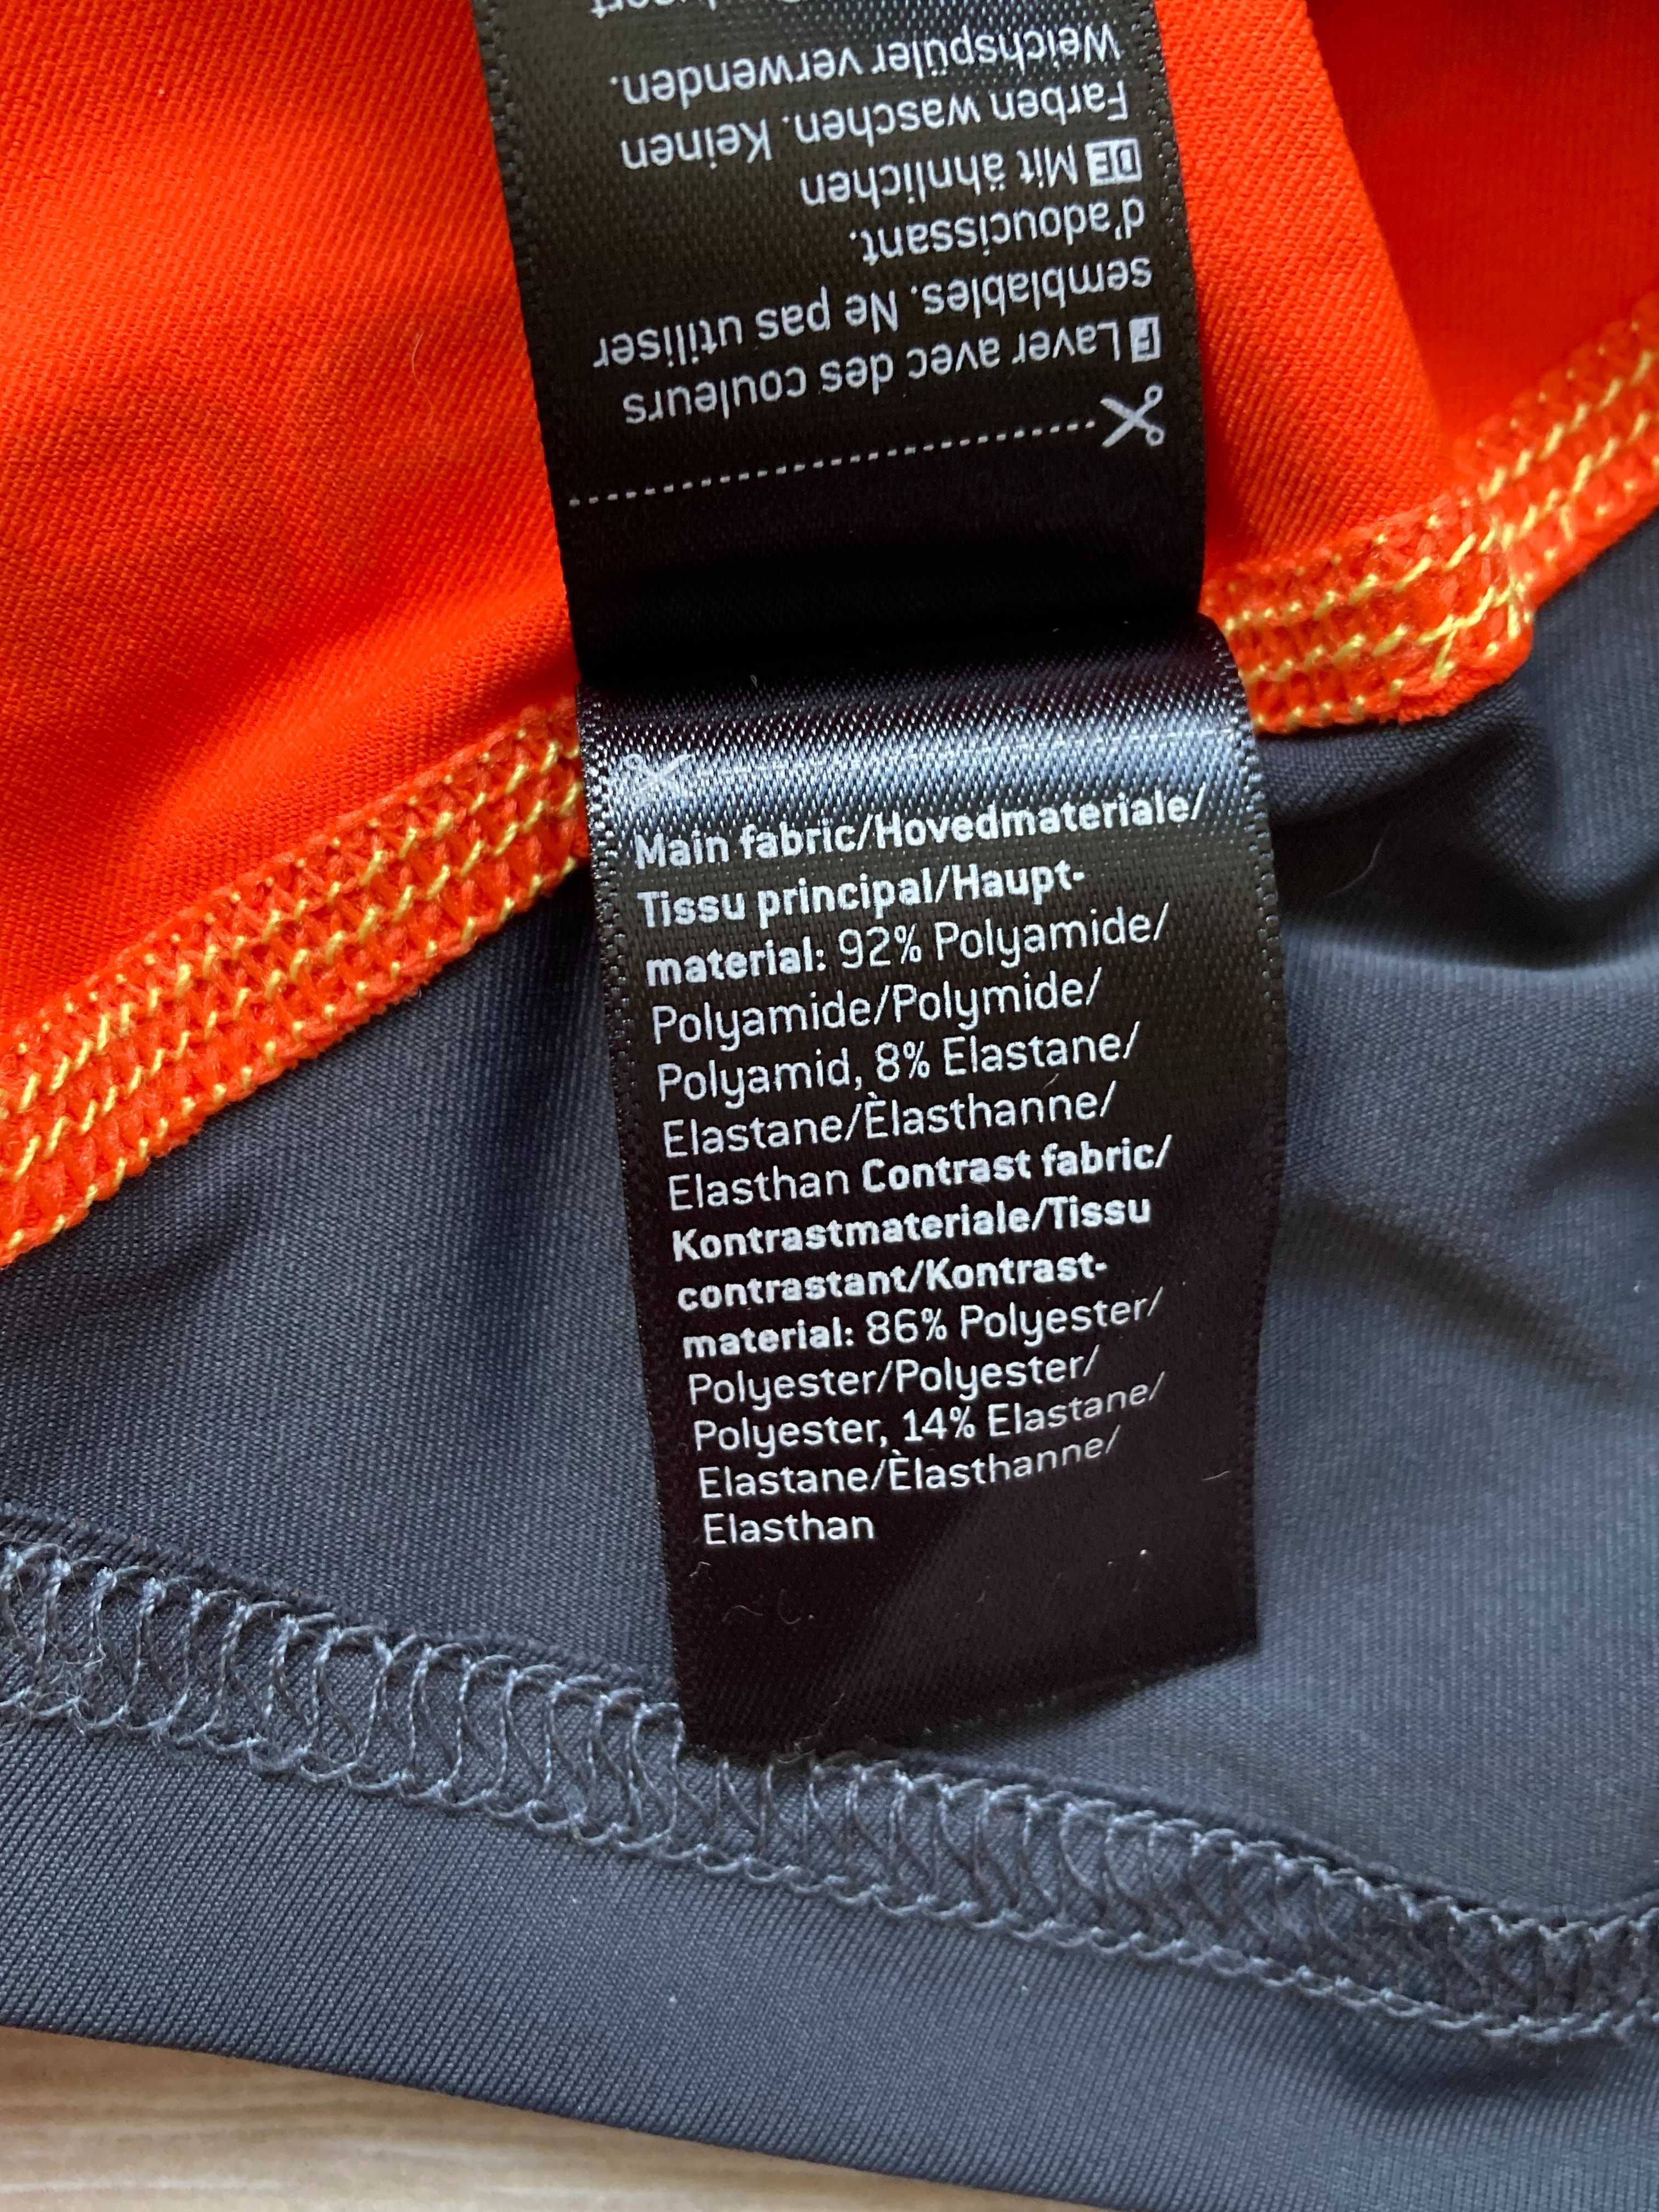 F Laver avec des couleurs
semblables. Ne pas utiliser
d'adoucissant.
DE Mit ähnlichen
Farben waschen. Keinen
Weichspüler verwenden.
Main fabric/Hovedmateriale/
Tissu principal/Haupt-
material: 92% Polyamide/
Polyamide/Polymide/
Polyamid, 8% Elastane/
Elastane/Èlasthanne/
Elasthan Contrast fabric/
Kontrastmateriale/Tissu
contrastant/Kontrast-
material: 86% Polyester/
Polyester/Polyester/
Polyester, 14% Elastane/
Elastane/Èlasthanne/
Elasthan